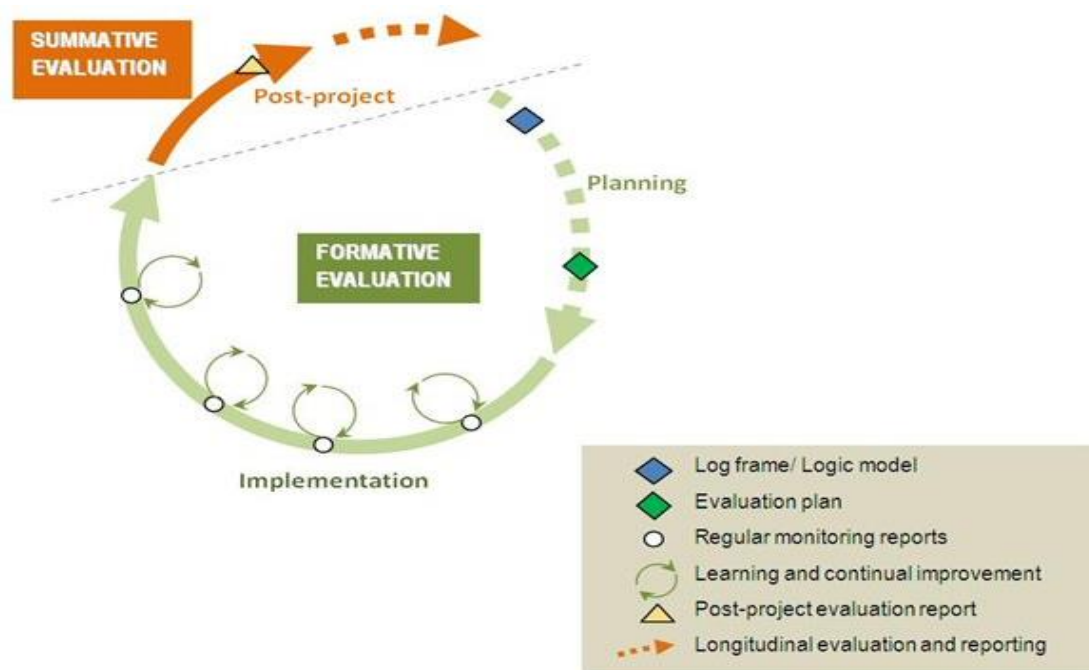 SUMMATIVE
EVALUATION
Post-project
Planning
FORMATIVE
EVALUATION
Implementation
Log frame/ Logic model
Evaluation plan
Regular monitoring reports
Learning and continual improvement
Post-project evaluation report
Longitudinal evaluation and reporting